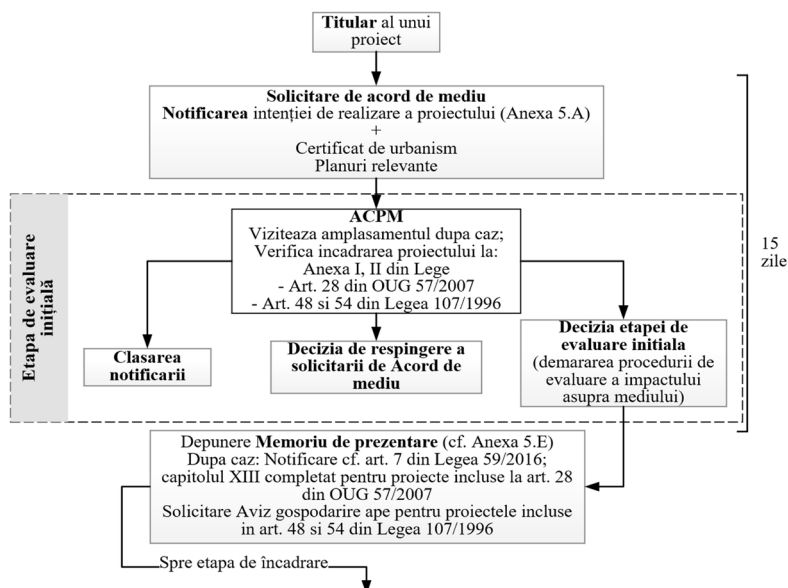 Titular al unui
proiect
Solicitare de acord de mediu
Notificarea intenției de realizare a proiectului (Anexa 5.A)
+
Certificat de urbanism
Planuri relevante
15
zile
Etapa de evaluare
inițială
ACPM
Viziteaza amplasamentul dupa caz;
Verifica incadrarea proiectului la:
Anexa I, II din Lege
- Art. 28 din OUG 57/2007
- Art. 48 si 54 din Legea 107/1996
Clasarea
notificarii
Decizia de respingere a
solicitarii de Acord de
mediu
Decizia etapei de
evaluare initiala
(demararea procedurii de
evaluare a impactului
asupra mediului)
Depunere Memoriu de prezentare (cf. Anexa 5.E)
Dupa caz: Notificare cf. art. 7 din Legea 59/2016;
capitolul XIII completat pentru proiecte incluse la art. 28
din OUG 57/2007
Solicitare Aviz gospodarire ape pentru proiectele incluse
in art. 48 si 54 din Legea 107/1996
Spre etapa de încadrare